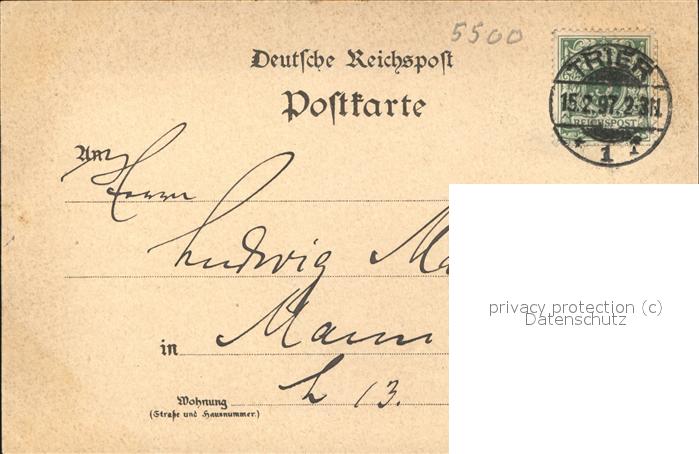 5500
Deutsche Reichspost
Postkarte
TRIER
15.2.97. 2-3N.
* 1 *
REICHSPOST
An
Herrn
Ludwig Ma
in Mann
Wohnung L 13.
(Straße und Hausnummer.)
privacy protection (c)
Datenschutz